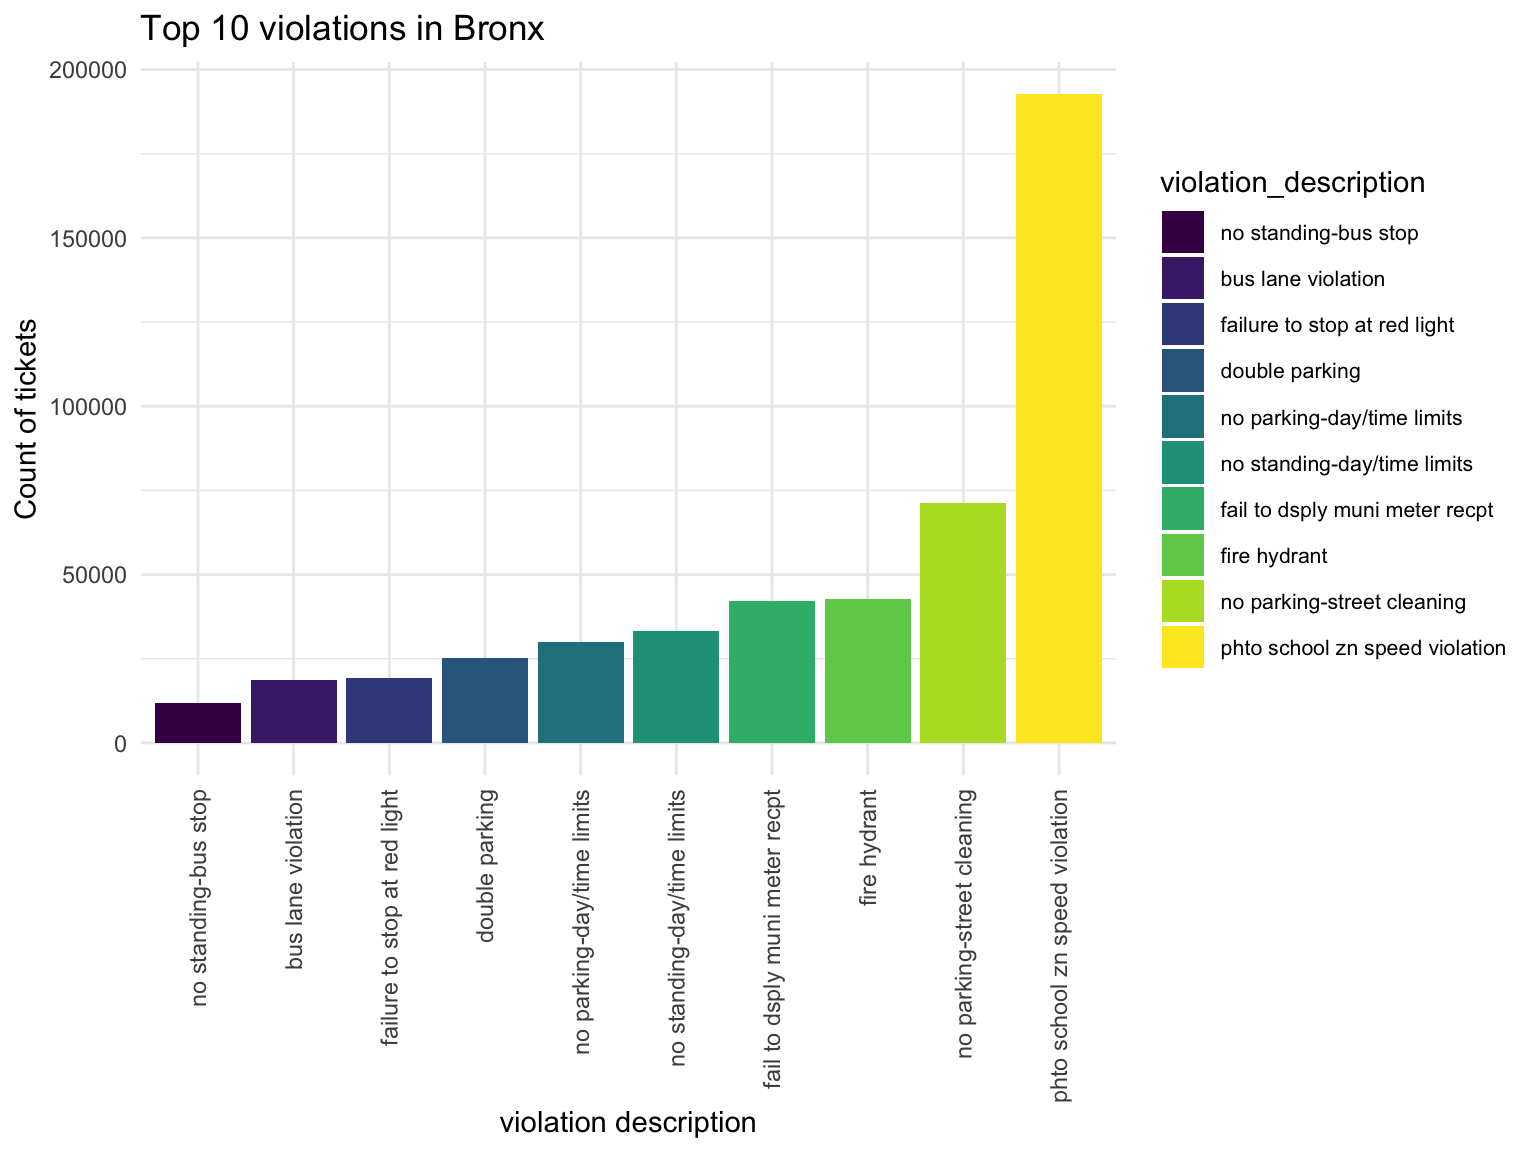 Top 10 violations in Bronx
Count of tickets
200000
150000
100000
50000
0
no standing-bus stop
bus lane violation
failure to stop at red light
double parking
no parking-day/time limits
no standing-day/time limits
fail to dsply muni meter recpt
fire hydrant
no parking-street cleaning
phto school zn speed violation
violation description
violation_description
no standing-bus stop
bus lane violation
failure to stop at red light
double parking
no parking-day/time limits
no standing-day/time limits
fail to dsply muni meter recpt
fire hydrant
no parking-street cleaning
phto school zn speed violation